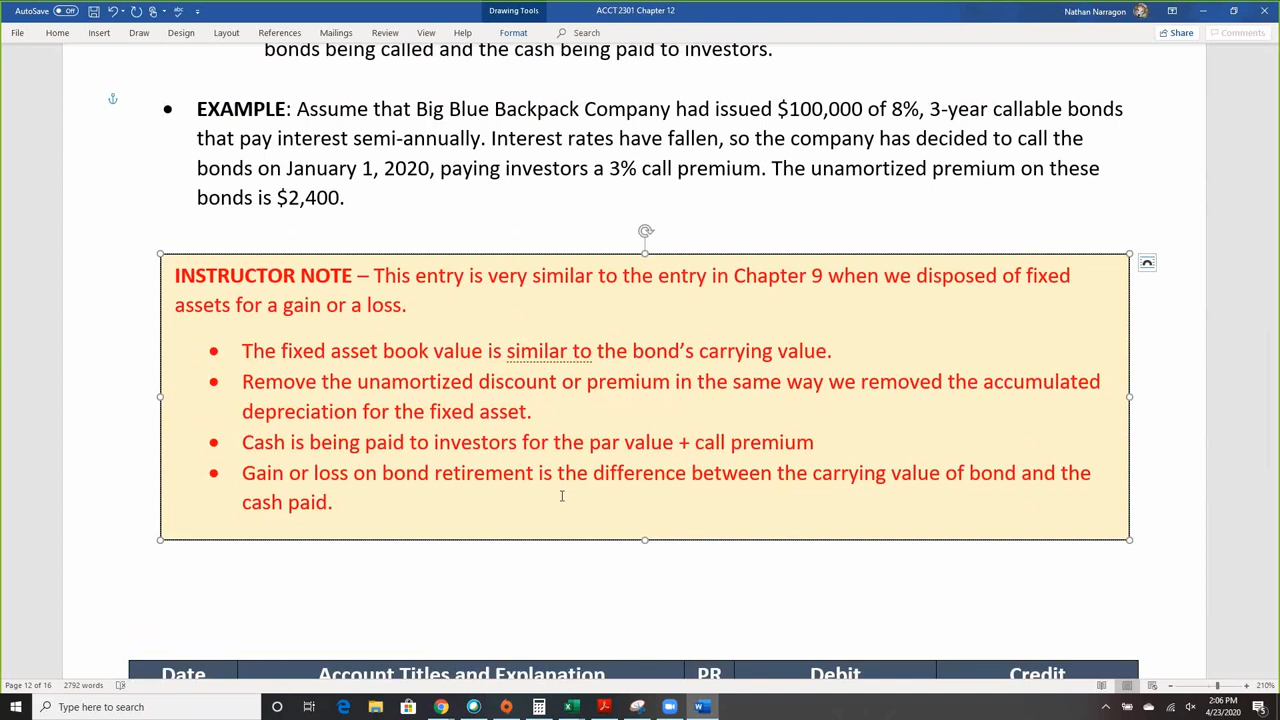 AutoSave Off
Drawing Tools
ACCT 2301 Chapter 12
Nathan Narragon
File Home Insert Draw Design Layout References Mailings Review View Help Format Search Share Comments
bonds being called and the cash being paid to investors.
• EXAMPLE: Assume that Big Blue Backpack Company had issued $100,000 of 8%, 3-year callable bonds
that pay interest semi-annually. Interest rates have fallen, so the company has decided to call the
bonds on January 1, 2020, paying investors a 3% call premium. The unamortized premium on these
bonds is $2,400.
INSTRUCTOR NOTE – This entry is very similar to the entry in Chapter 9 when we disposed of fixed
assets for a gain or a loss.
• The fixed asset book value is similar to the bond's carrying value.
• Remove the unamortized discount or premium in the same way we removed the accumulated
depreciation for the fixed asset.
• Cash is being paid to investors for the par value + call premium
• Gain or loss on bond retirement is the difference between the carrying value of bond and the
cash paid.
Date Account Titles and Explanation PR Debit Credit
Page 12 of 16 2792 words 210%
Type here to search
2:06 PM
4/23/2020